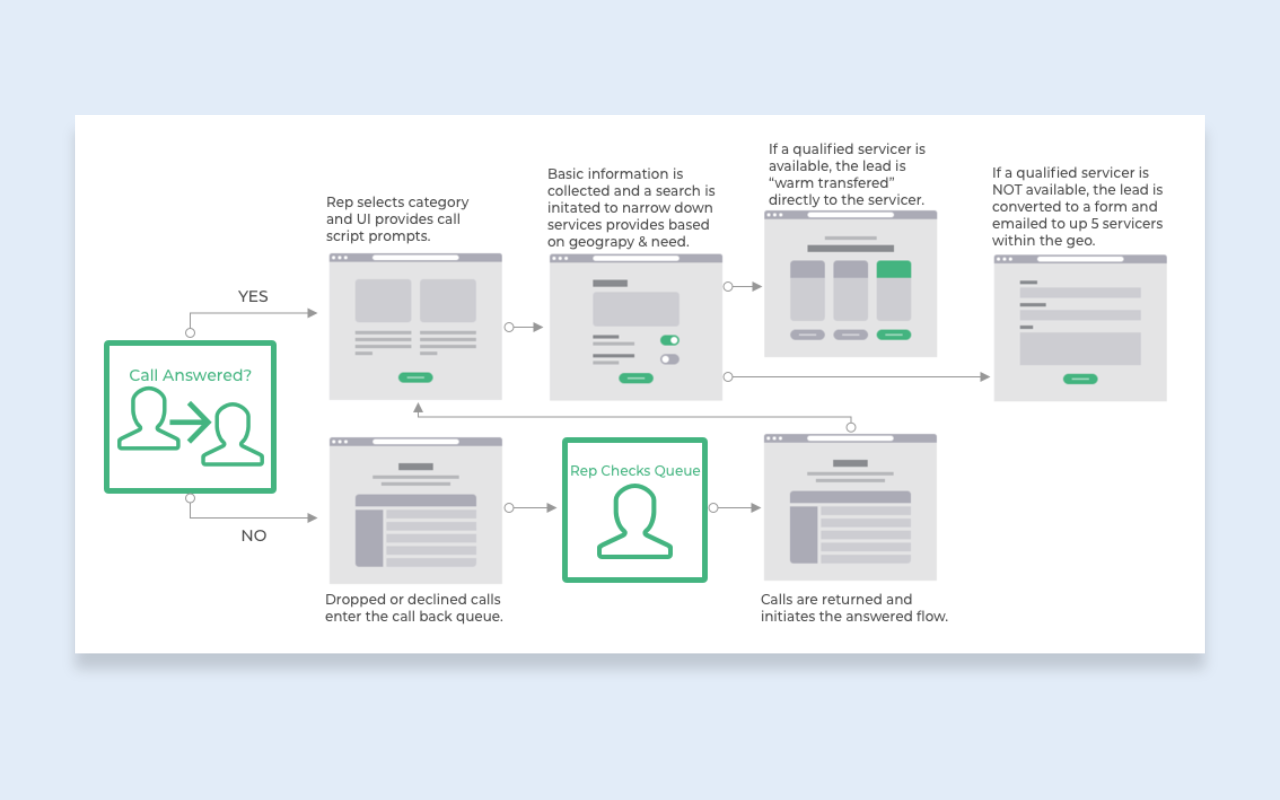 If a qualified servicer is
available, the lead is
“warm transfered”
directly to the servicer.
If a qualified servicer is
NOT available, the lead is
converted to a form and
emailed to up 5 servicers
within the geo.
Basic information is
collected and a search is
initated to narrow down
services provides based
on geograpy & need.
Rep selects category
and UI provides call
script prompts.
YES
Call Answered?
NO
Rep Checks Queue
Dropped or declined calls
enter the call back queue.
Calls are returned and
initiates the answered flow.